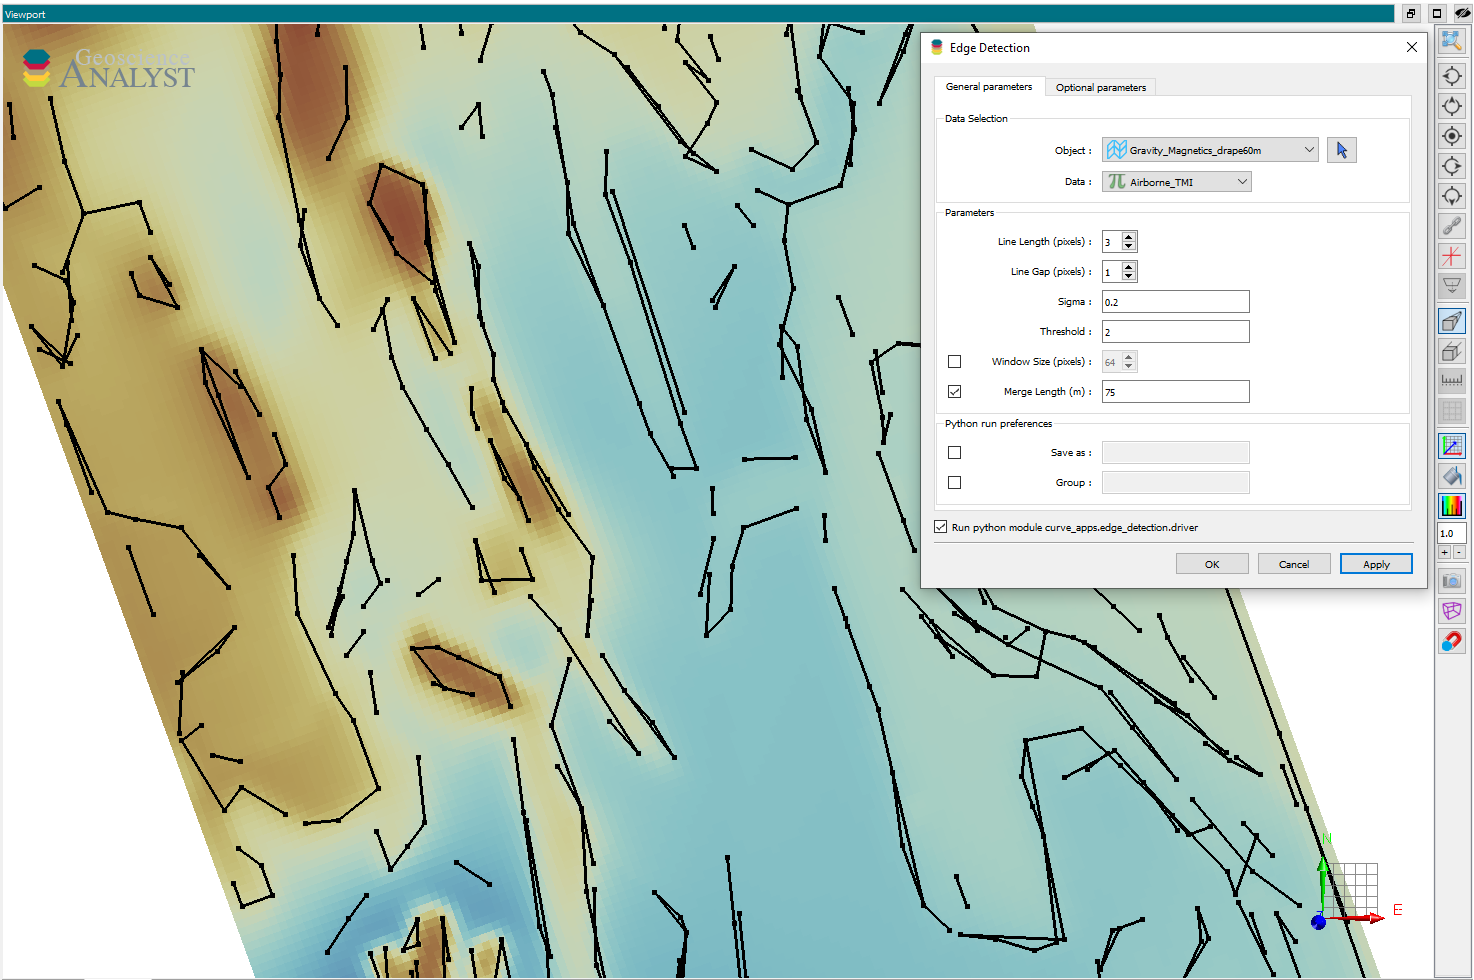 Viewport
Geoscience
ANALYST
Edge Detection
General parameters
Optional parameters
Data Selection
Object :
Gravity_Magnetics_drape60m
Data :
Airborne_TMI
Parameters
Line Length (pixels) :
3
Line Gap (pixels) :
1
Sigma :
0.2
Threshold :
2
Window Size (pixels) :
64
Merge Length (m) :
75
Python run preferences
Save as :
Group :
Run python module curve_apps.edge_detection.driver
OK
Cancel
Apply
1.0
+
-
N
E